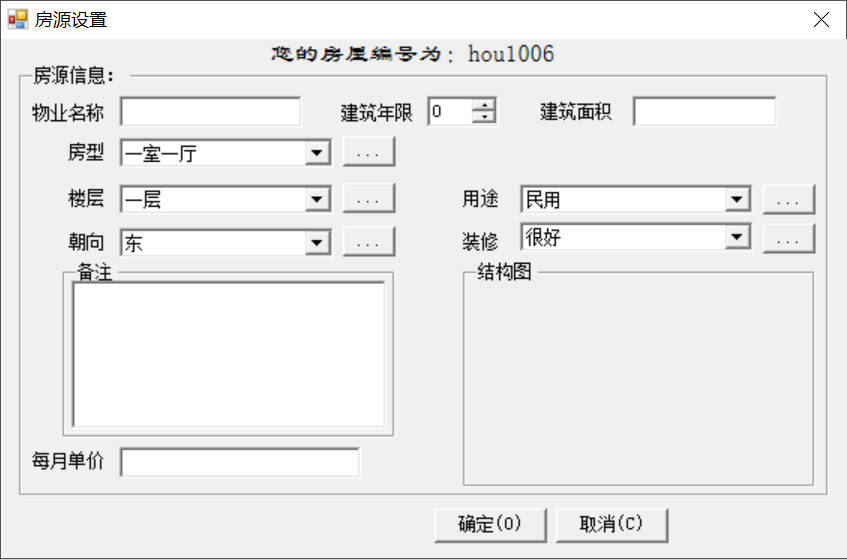 房源设置
您的房屋编号为：hou1006
房源信息：
物业名称 建筑年限 0 建筑面积
房型 一室一厅 ...
楼层 一层 ... 用途 民用 ...
朝向 东 ... 装修 很好 ...
备注 结构图
每月单价
确定(O) 取消(C)